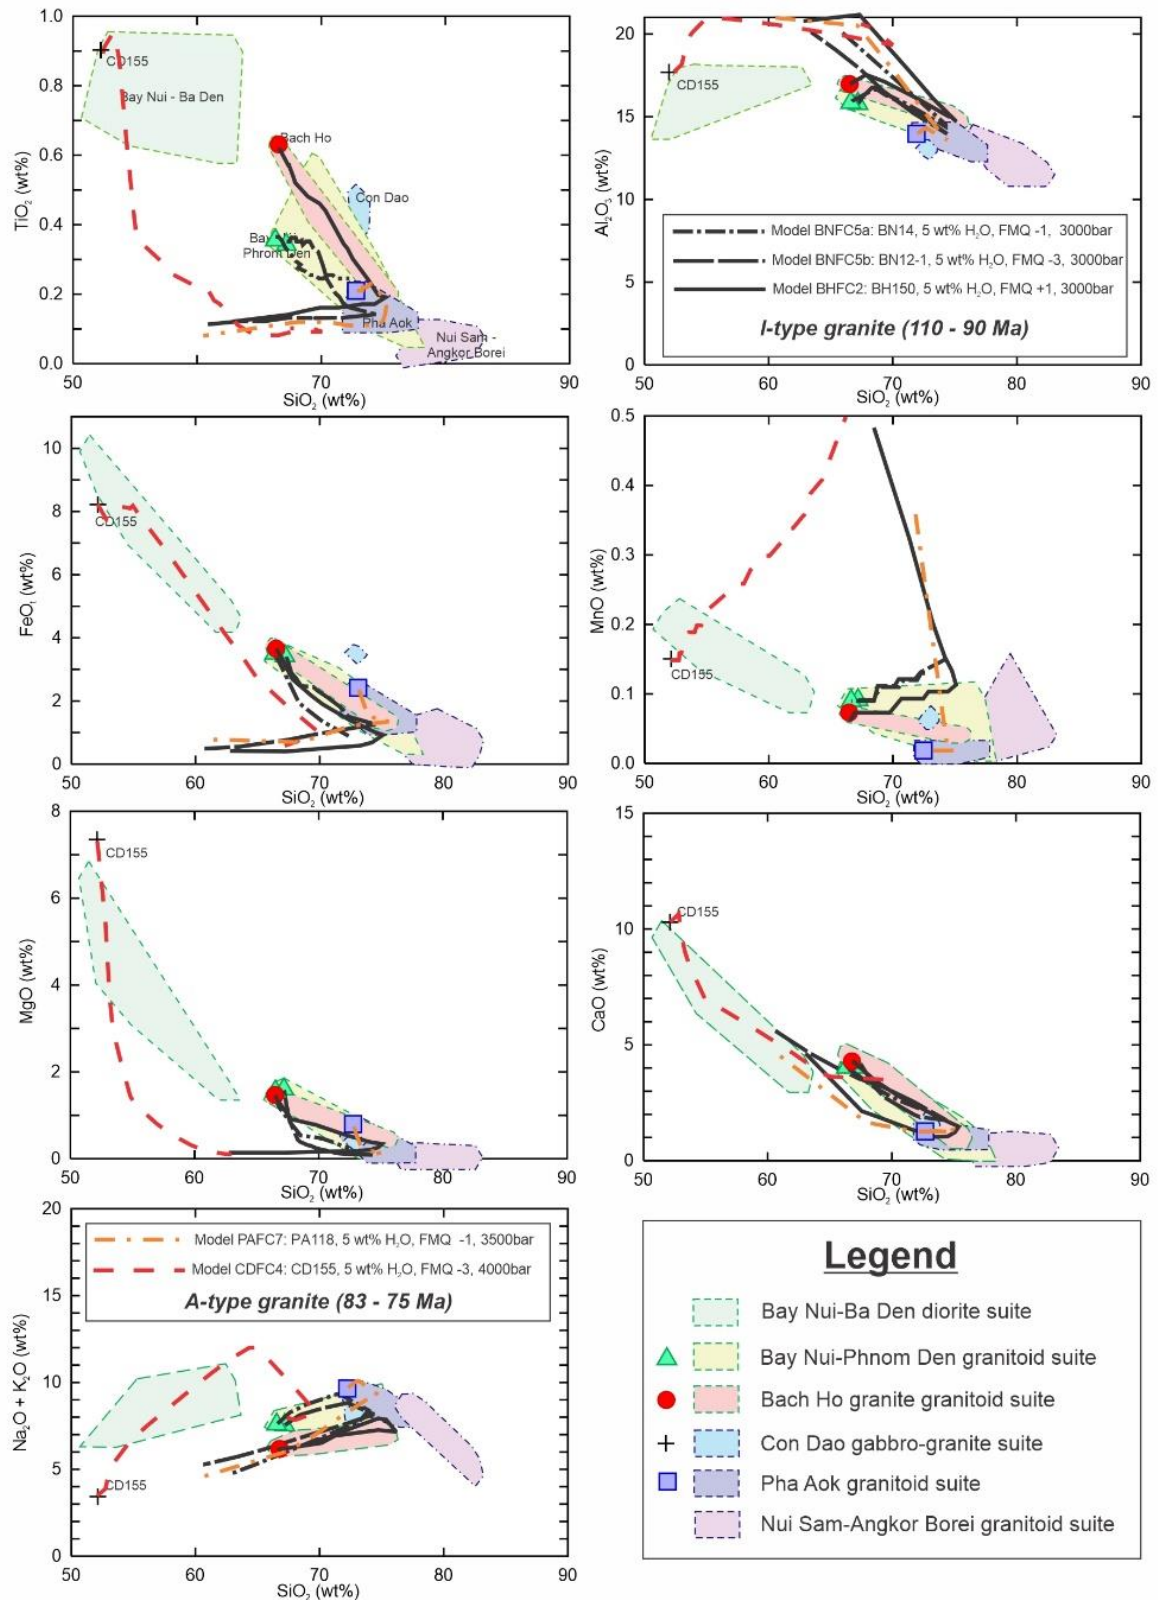 1.0
0.8
0.6
0.4
0.2
0.0
TiO₂ (wt%)
CD155
Bay Nui - Ba Den
Bach Ho
Con Dao
Phrom Den
Pha Aok
Nui Sam -
Angkor Borei
50
70
90
SiO₂ (wt%)
20
15
10
5
0
Al₂O₃ (wt%)
CD155
Model BNFC5a: BN14, 5 wt% H₂O, FMQ -1, 3000bar
Model BNFC5b: BN12-1, 5 wt% H₂O, FMQ -3, 3000bar
Model BHFC2: BH150, 5 wt% H₂O, FMQ +1, 3000bar
I-type granite (110 - 90 Ma)
50
60
70
80
90
SiO₂ (wt%)
10
8
6
4
2
0
FeOₜ (wt%)
CD155
50
60
70
80
90
SiO₂ (wt%)
0.5
0.4
0.3
0.2
0.1
0.0
MnO (wt%)
CD155
50
60
70
80
90
SiO₂ (wt%)
8
6
4
2
0
MgO (wt%)
CD155
50
60
70
80
90
SiO₂ (wt%)
15
10
5
0
CaO (wt%)
CD155
50
60
70
80
90
SiO₂ (wt%)
20
15
10
5
0
Na₂O + K₂O (wt%)
Model PAFC7: PA118, 5 wt% H₂O, FMQ -1, 3500bar
Model CDFC4: CD155, 5 wt% H₂O, FMQ -3, 4000bar
A-type granite (83 - 75 Ma)
CD155
50
60
70
80
90
SiO₂ (wt%)
Legend
Bay Nui-Ba Den diorite suite
Bay Nui-Phnom Den granitoid suite
Bach Ho granite granitoid suite
Con Dao gabbro-granite suite
Pha Aok granitoid suite
Nui Sam-Angkor Borei granitoid suite